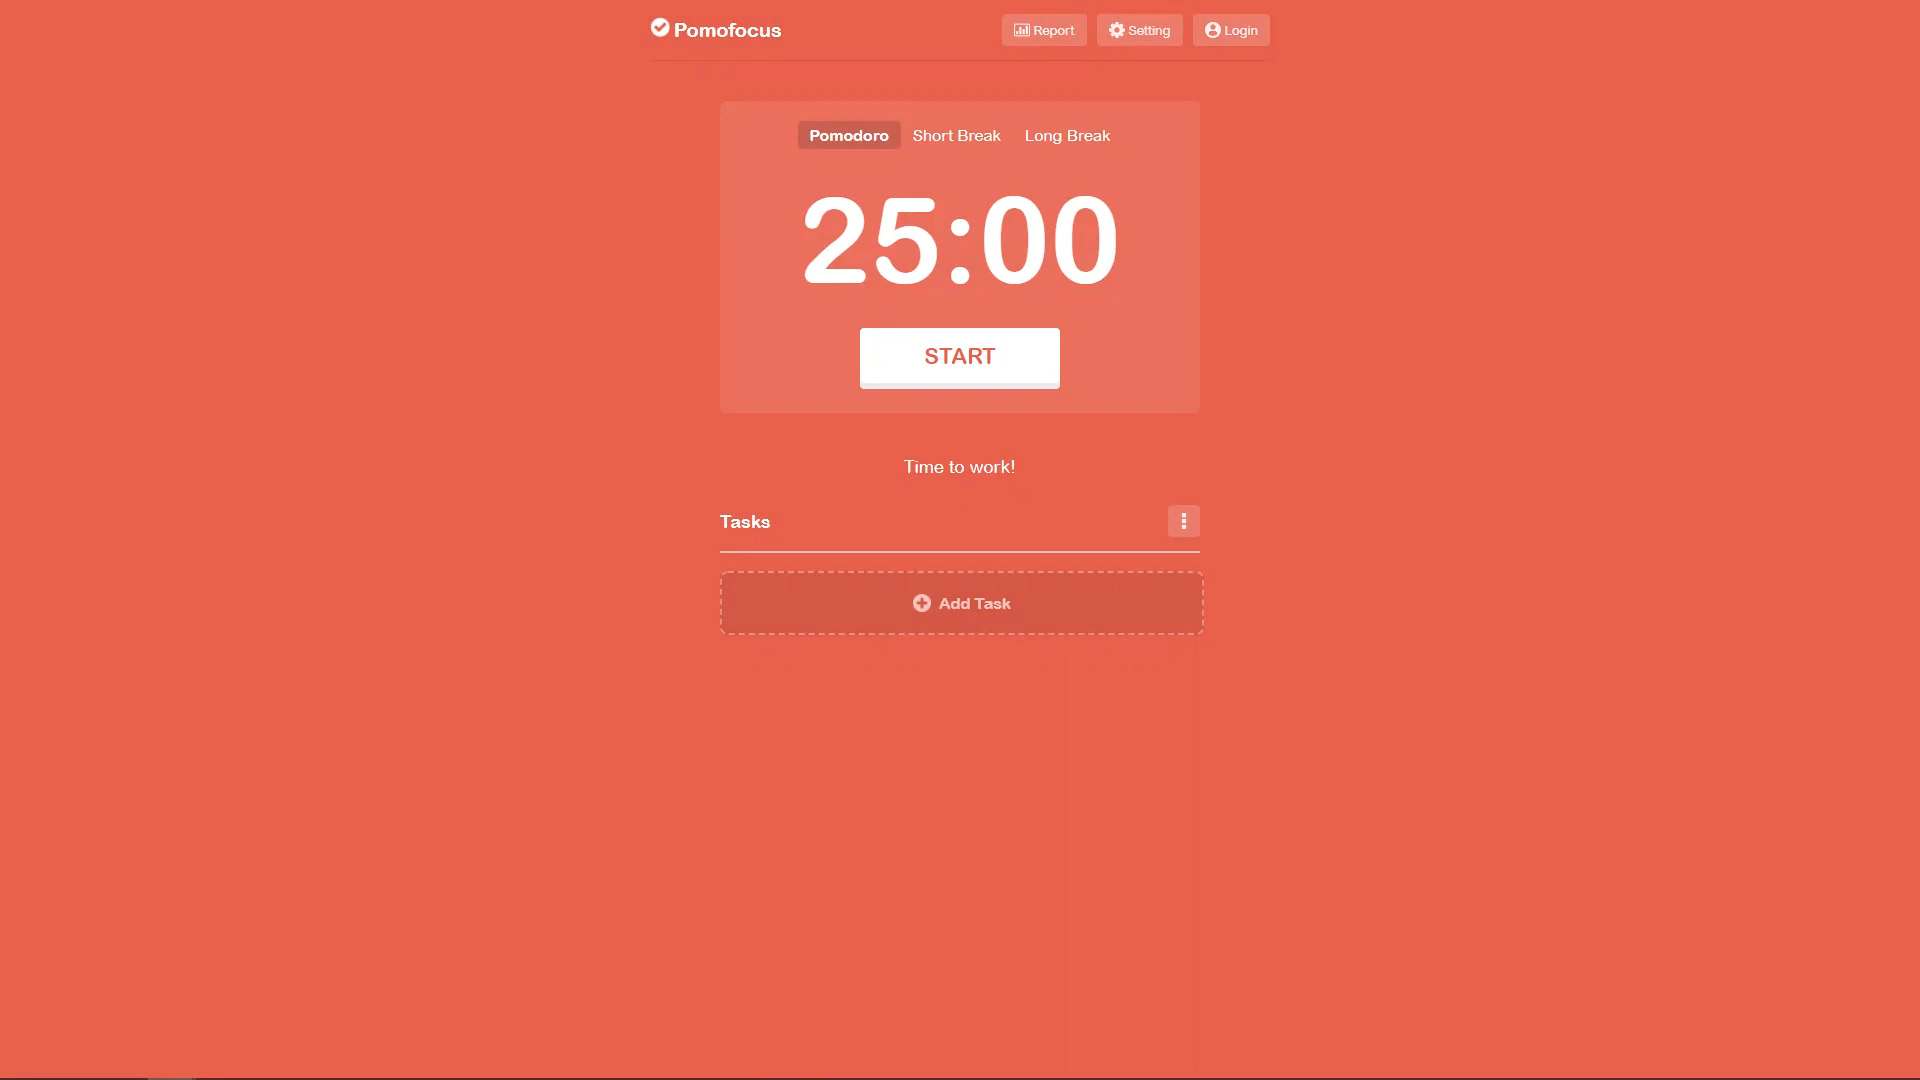 Pomofocus
Report Setting Login
Pomodoro Short Break Long Break
25:00
START
Time to work!
Tasks
Add Task